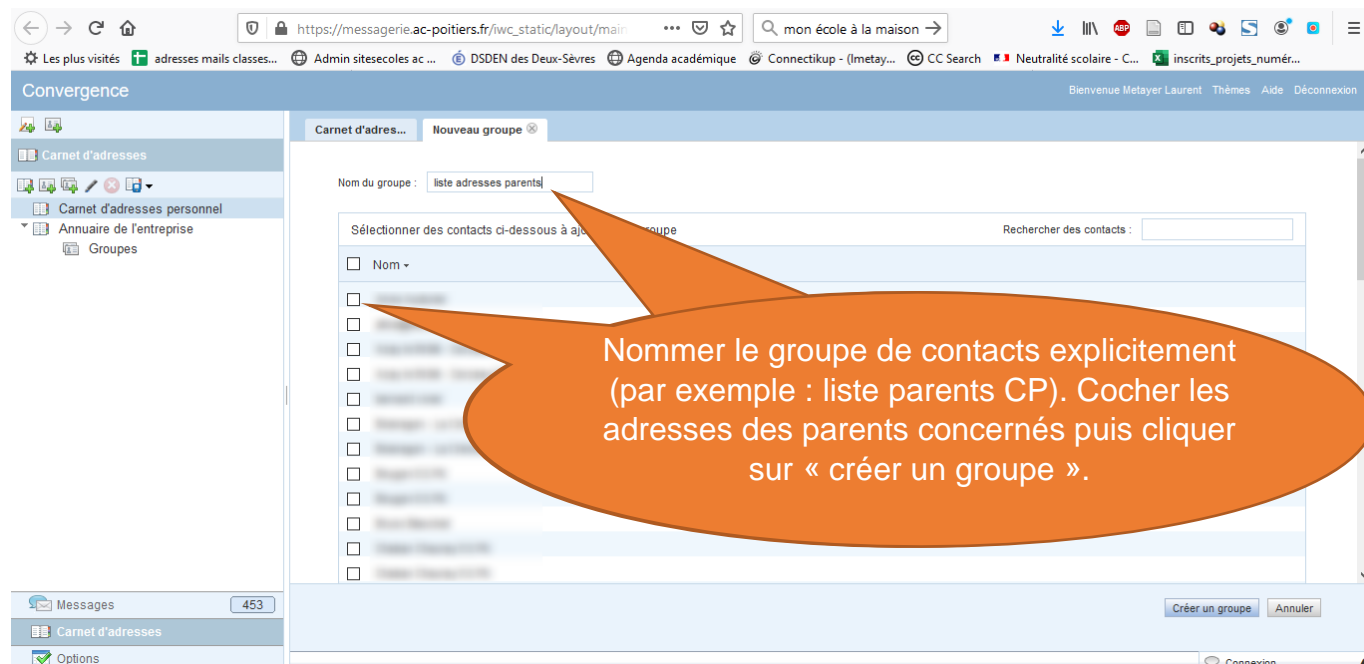 https://messagerie.ac-poitiers.fr/iwc_static/layout/main
mon école à la maison
ABP
Les plus visités
adresses mails classes...
Admin sitesecoles ac ...
DSDEN des Deux-Sèvres
Agenda académique
Connectikup - (Imetay...
CC Search
Neutralité scolaire - C...
inscrits_projets_numér...
Convergence
Bienvenue Metayer Laurent Thèmes Aide Déconnexion
Carnet d'adres...
Nouveau groupe
Carnet d'adresses
Carnet d'adresses personnel
Annuaire de l'entreprise
Groupes
Nom du groupe : liste adresses parents
Sélectionner des contacts ci-dessous à
Rechercher des contacts :
Nom
Nommer le groupe de contacts explicitement
(par exemple : liste parents CP). Cocher les
adresses des parents concernés puis cliquer
sur « créer un groupe ».
Messages 453
Carnet d'adresses
Options
Créer un groupe
Annuler
Connexion